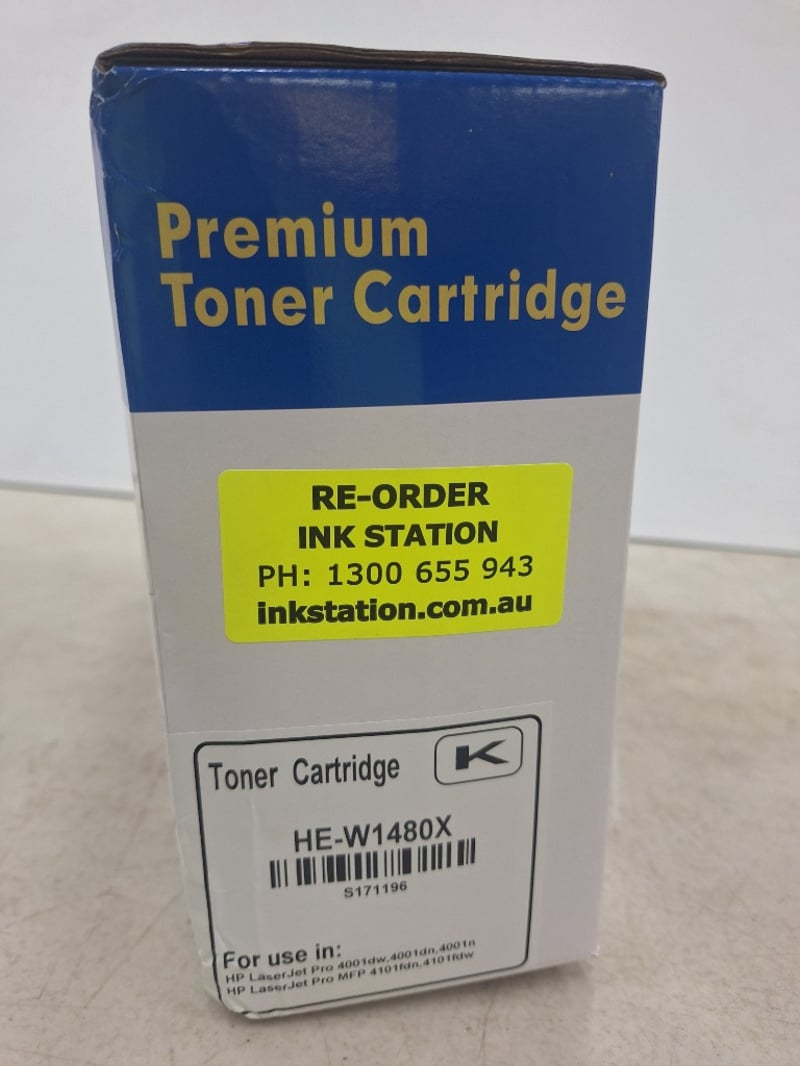 Premium
Toner Cartridge
RE-ORDER
INK STATION
PH: 1300 655 943
inkstation.com.au
Toner Cartridge K
HE-W1480X
S171196
For use in:
HP LaserJet Pro 4001dw,4001dn,4001n
HP LaserJet Pro MFP 4101fdn,4101fdw